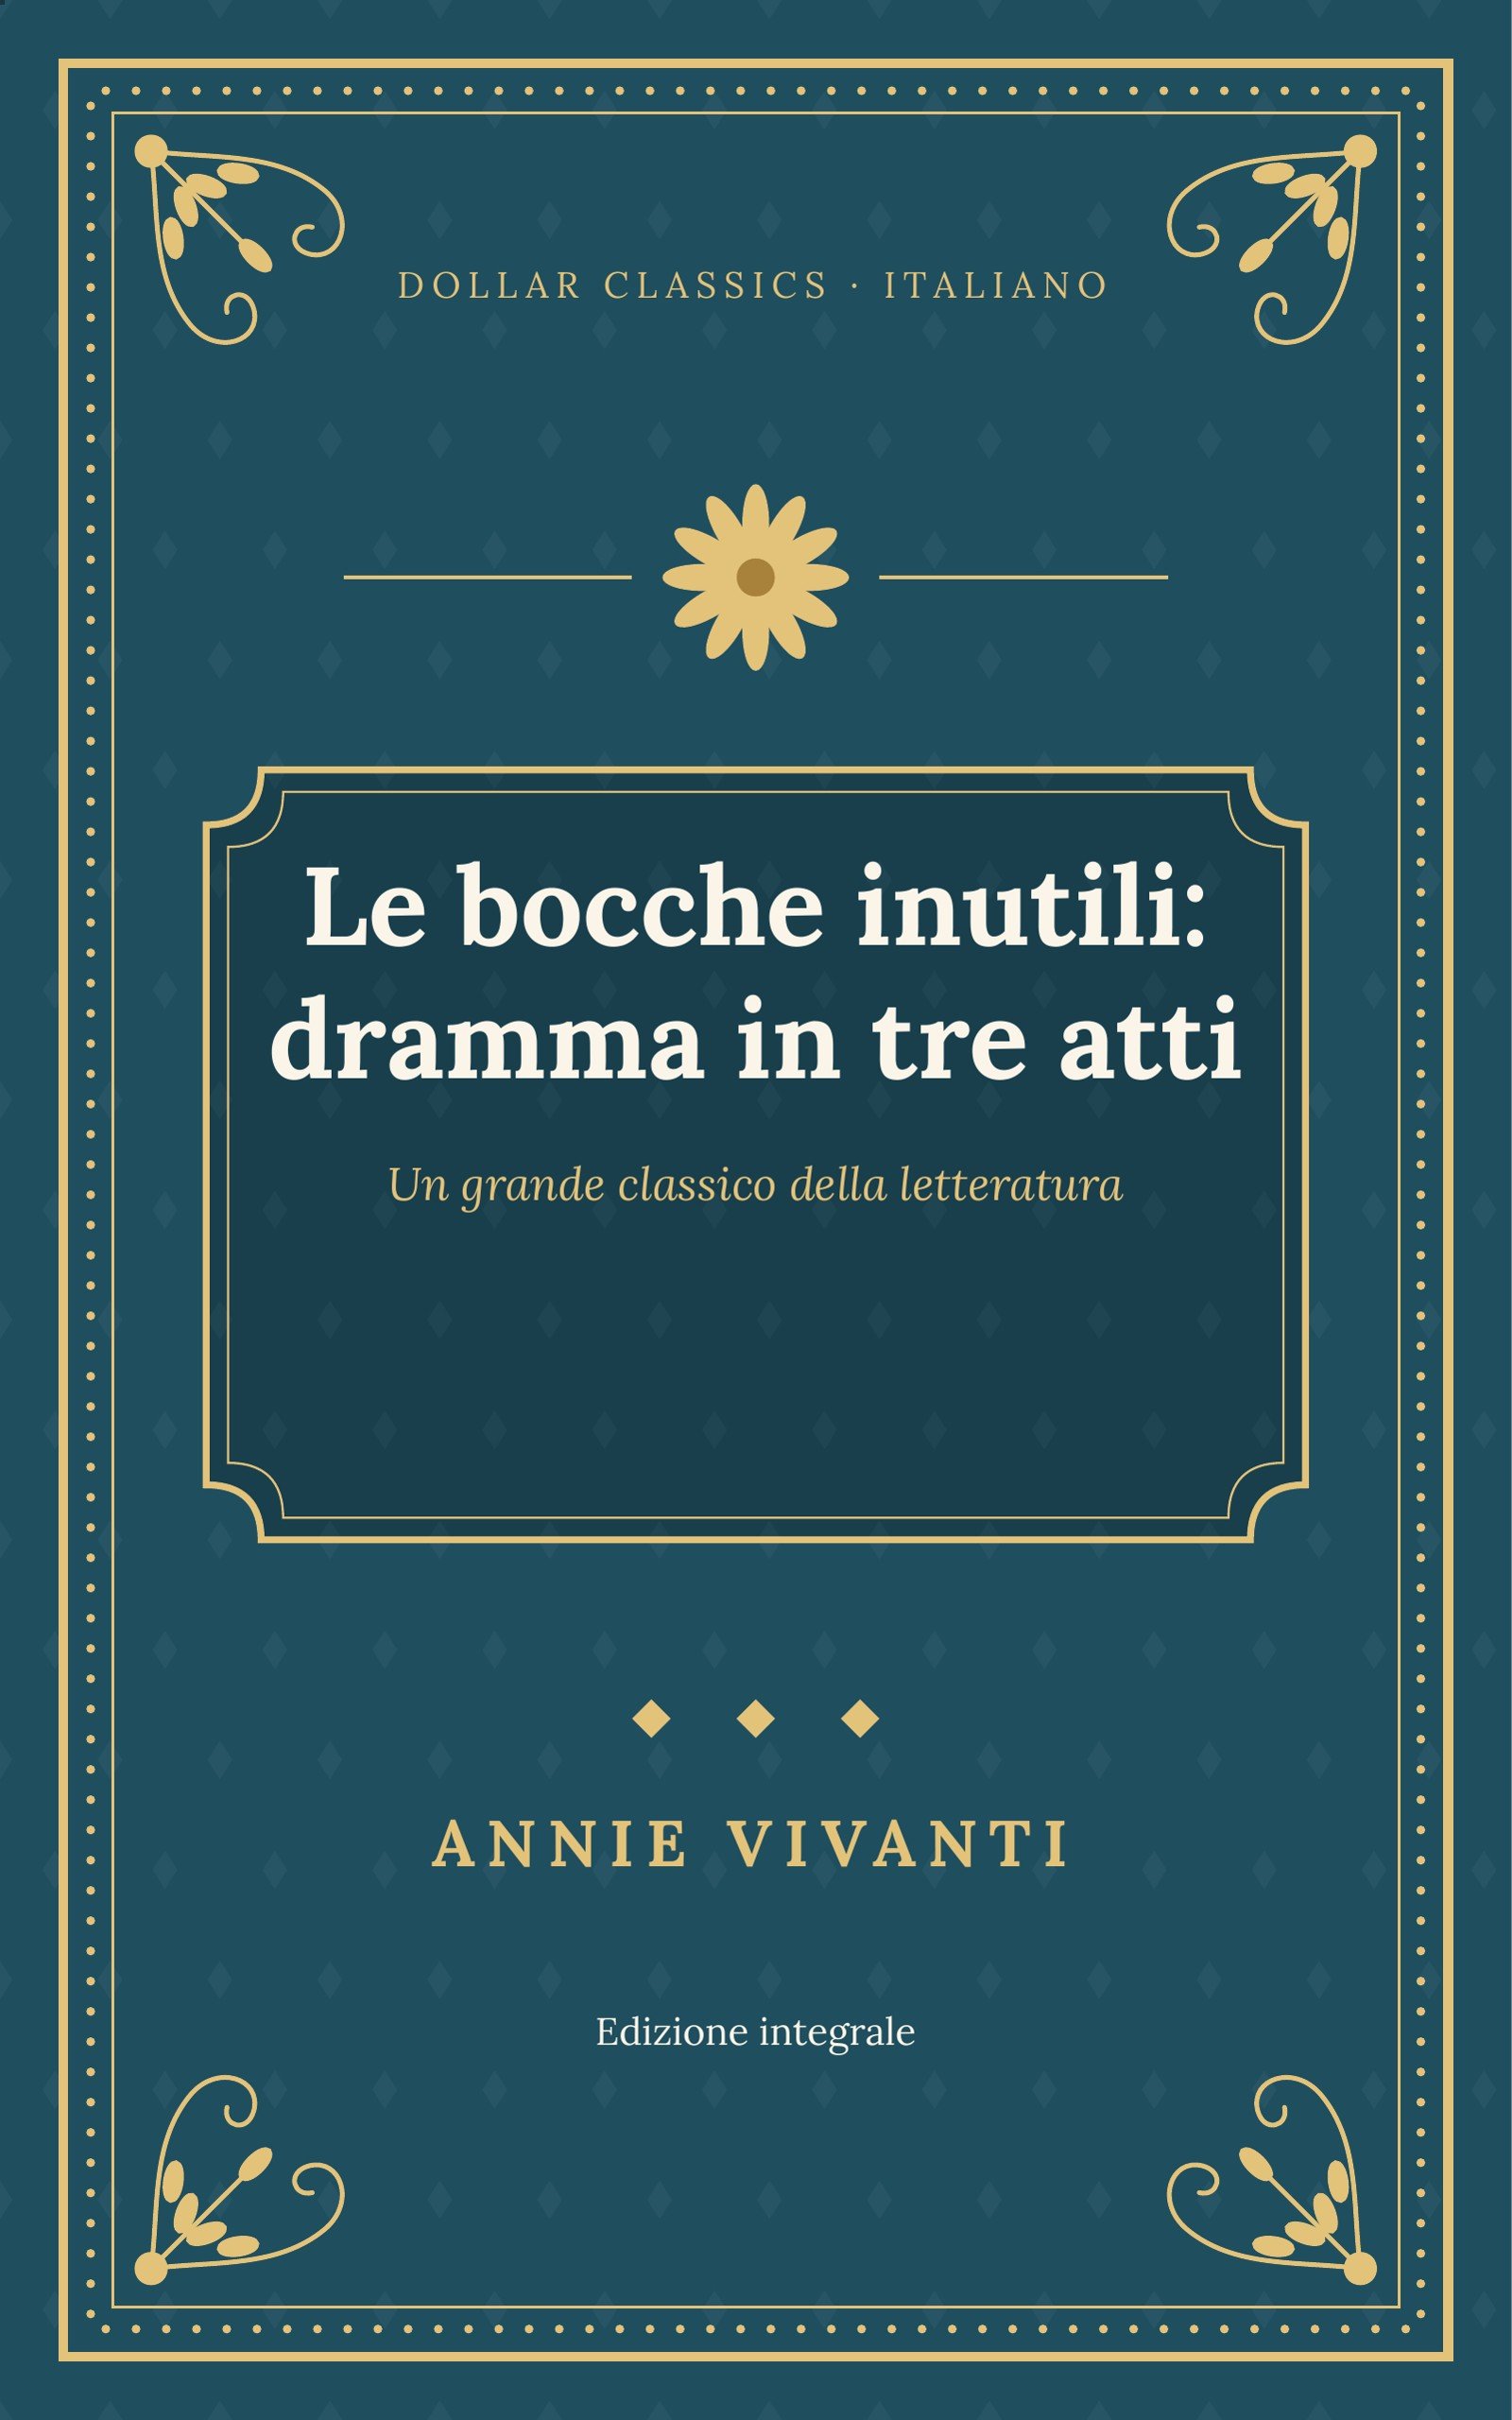 DOLLAR CLASSICS · ITALIANO
Le bocche inutili:
dramma in tre atti
Un grande classico della letteratura
ANNIE VIVANTI
Edizione integrale